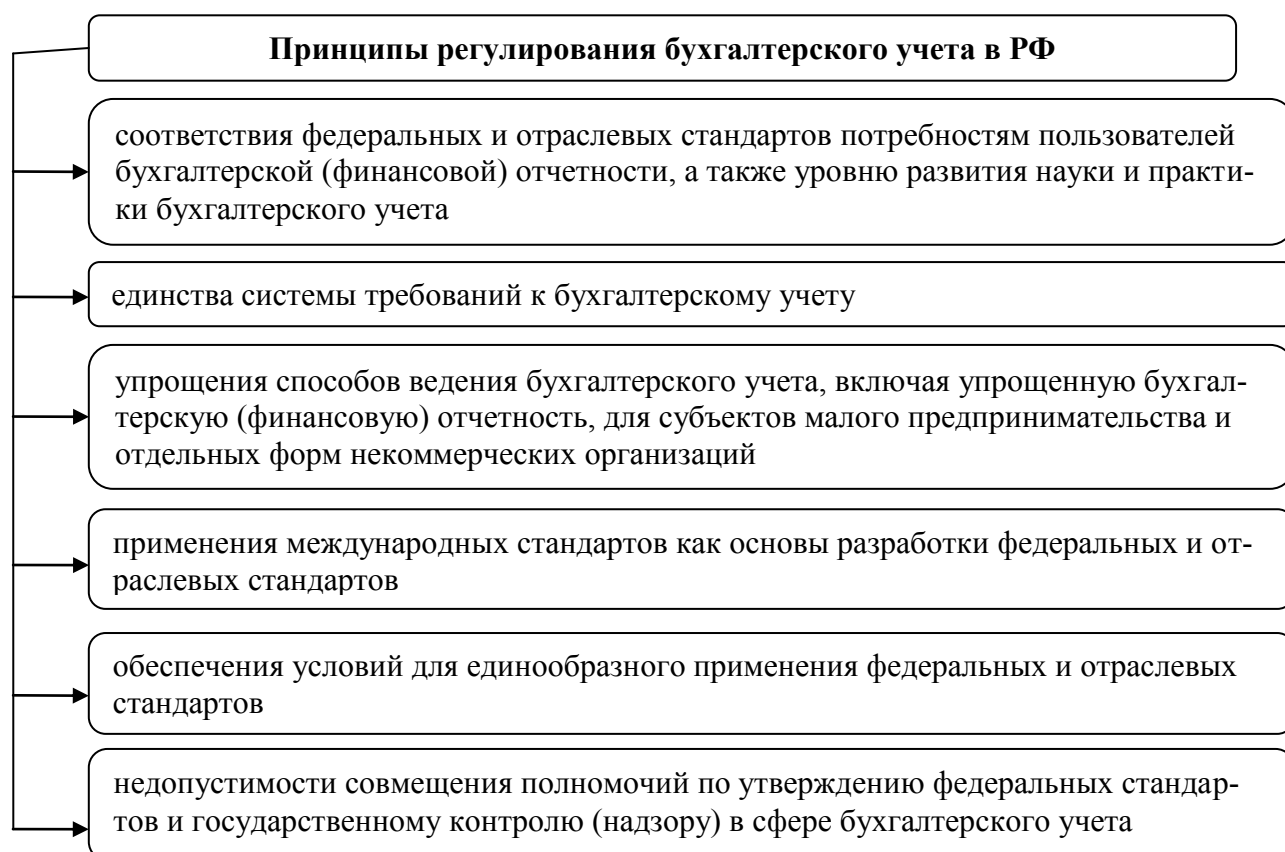 Принципы регулирования бухгалтерского учета в РФ
соответствия федеральных и отраслевых стандартов потребностям пользователей
бухгалтерской (финансовой) отчетности, а также уровню развития науки и практи-
ки бухгалтерского учета
единства системы требований к бухгалтерскому учету
упрощения способов ведения бухгалтерского учета, включая упрощенную бухгал-
терскую (финансовую) отчетность, для субъектов малого предпринимательства и
отдельных форм некоммерческих организаций
применения международных стандартов как основы разработки федеральных и от-
раслевых стандартов
обеспечения условий для единообразного применения федеральных и отраслевых
стандартов
недопустимости совмещения полномочий по утверждению федеральных стандар-
тов и государственному контролю (надзору) в сфере бухгалтерского учета